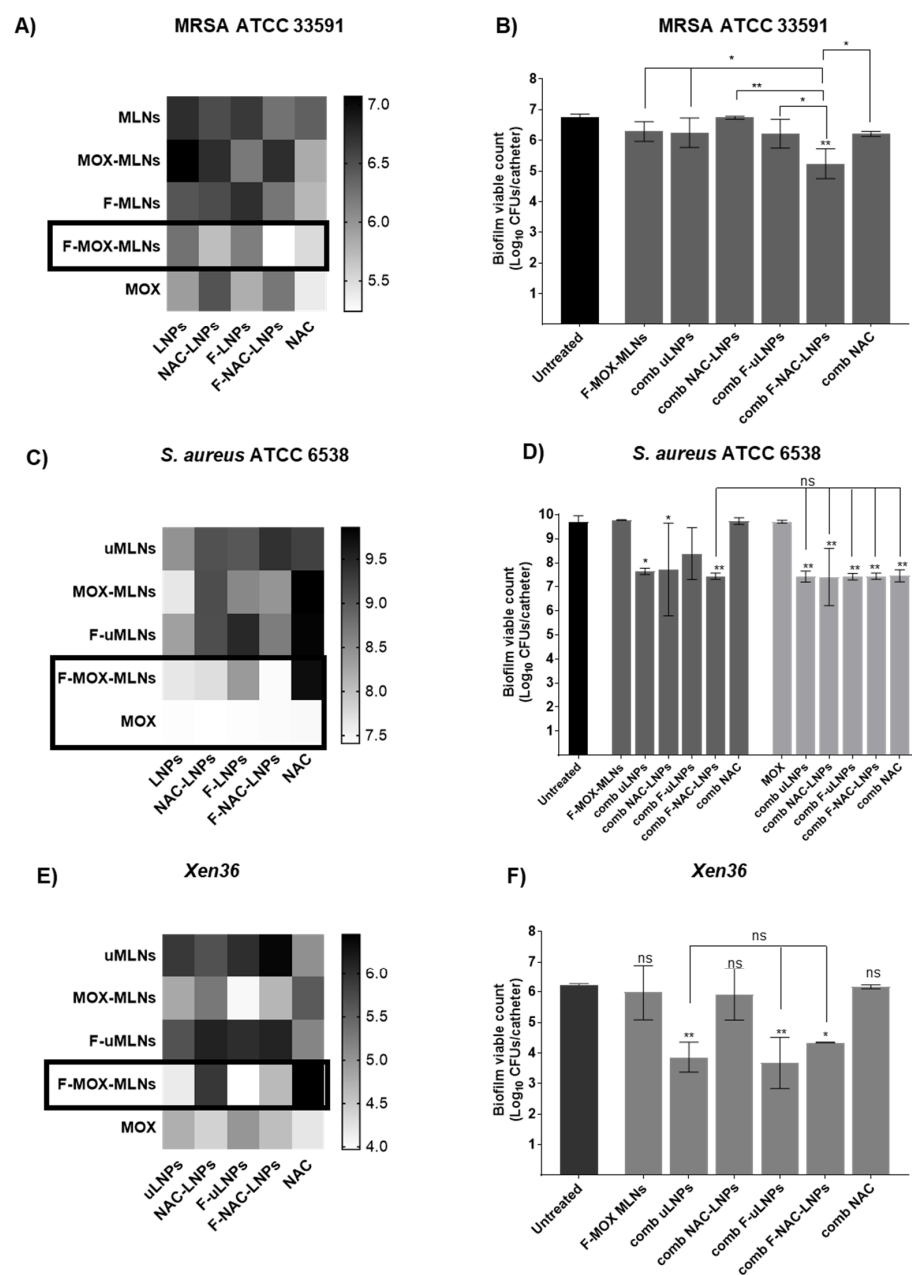 A)
MRSA ATCC 33591
MLNs
MOX-MLNs
F-MLNs
F-MOX-MLNs
MOX
LNPs
NAC-LNPs
F-LNPs
F-NAC-LNPs
NAC
7.0
6.5
6.0
5.5
B)
MRSA ATCC 33591
Biofilm viable count
(Log10 CFUs/catheter)
8
7
6
5
4
3
2
1
*
*
**
*
**
Untreated
F-MOX-MLNs
comb uLNPs
comb NAC-LNPs
comb F-uLNPs
comb F-NAC-LNPs
comb NAC
C)
S. aureus ATCC 6538
uMLNs
MOX-MLNs
F-uMLNs
F-MOX-MLNs
MOX
LNPs
NAC-LNPs
F-LNPs
F-NAC-LNPs
NAC
9.5
9.0
8.5
8.0
7.5
D)
S. aureus ATCC 6538
Biofilm viable count
(Log10 CFUs/catheter)
10
9
8
7
6
5
4
3
2
1
ns
*
*
**
**
**
**
**
**
Untreated
F-MOX-MLNs
comb uLNPs
comb NAC-LNPs
comb F-uLNPs
comb F-NAC-LNPs
comb NAC
MOX
comb uLNPs
comb NAC-LNPs
comb F-uLNPs
comb F-NAC-LNPs
comb NAC
E)
Xen36
uMLNs
MOX-MLNs
F-uMLNs
F-MOX-MLNs
MOX
uLNPs
NAC-LNPs
F-uLNPs
F-NAC-LNPs
NAC
6.0
5.5
5.0
4.5
4.0
F)
Xen36
Biofilm viable count
(Log10 CFUs/catheter)
8
7
6
5
4
3
2
1
ns
ns
ns
ns
**
**
*
Untreated
F-MOX MLNs
comb uLNPs
comb NAC-LNPs
comb F-uLNPs
comb F-NAC-LNPs
comb NAC